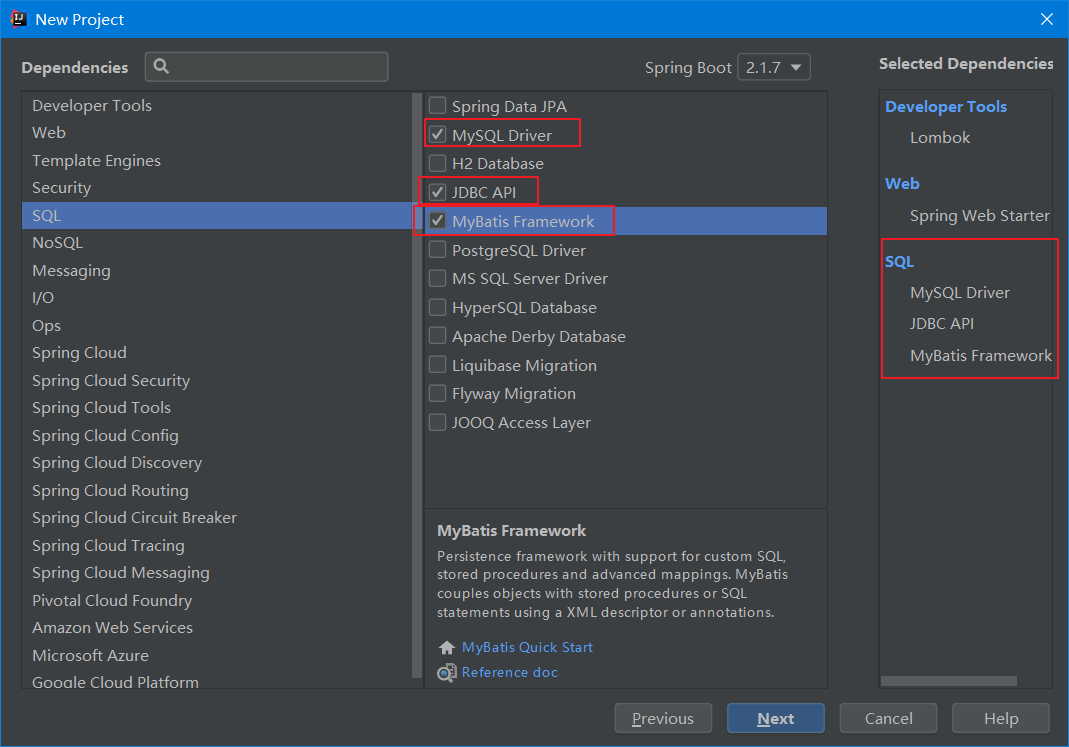 New Project
Dependencies
Spring Boot 2.1.7
Developer Tools
Web
Template Engines
Security
SQL
NoSQL
Messaging
I/O
Ops
Spring Cloud
Spring Cloud Security
Spring Cloud Tools
Spring Cloud Config
Spring Cloud Discovery
Spring Cloud Routing
Spring Cloud Circuit Breaker
Spring Cloud Tracing
Spring Cloud Messaging
Pivotal Cloud Foundry
Amazon Web Services
Microsoft Azure
Google Cloud Platform
Spring Data JPA
MySQL Driver
H2 Database
JDBC API
MyBatis Framework
PostgreSQL Driver
MS SQL Server Driver
HyperSQL Database
Apache Derby Database
Liquibase Migration
Flyway Migration
JOOQ Access Layer
MyBatis Framework
Persistence framework with support for custom SQL,
stored procedures and advanced mappings. MyBatis
couples objects with stored procedures or SQL
statements using a XML descriptor or annotations.
MyBatis Quick Start
Reference doc
Selected Dependencies
Developer Tools
Lombok
Web
Spring Web Starter
SQL
MySQL Driver
JDBC API
MyBatis Framework
Previous
Next
Cancel
Help